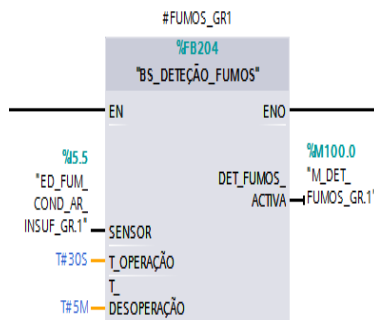 #FUMOS_GR1
%FB204
"BS_DETEÇÃO_FUMOS"
EN
ENO
%I5.5
"ED_FUM_
COND_AR_
INSUF_GR.1"
SENSOR
T#30S
T_OPERAÇÃO
T#5M
T_
DESOPERAÇÃO
DET_FUMOS_
ACTIVA
%M100.0
"M_DET_
FUMOS_GR.1"